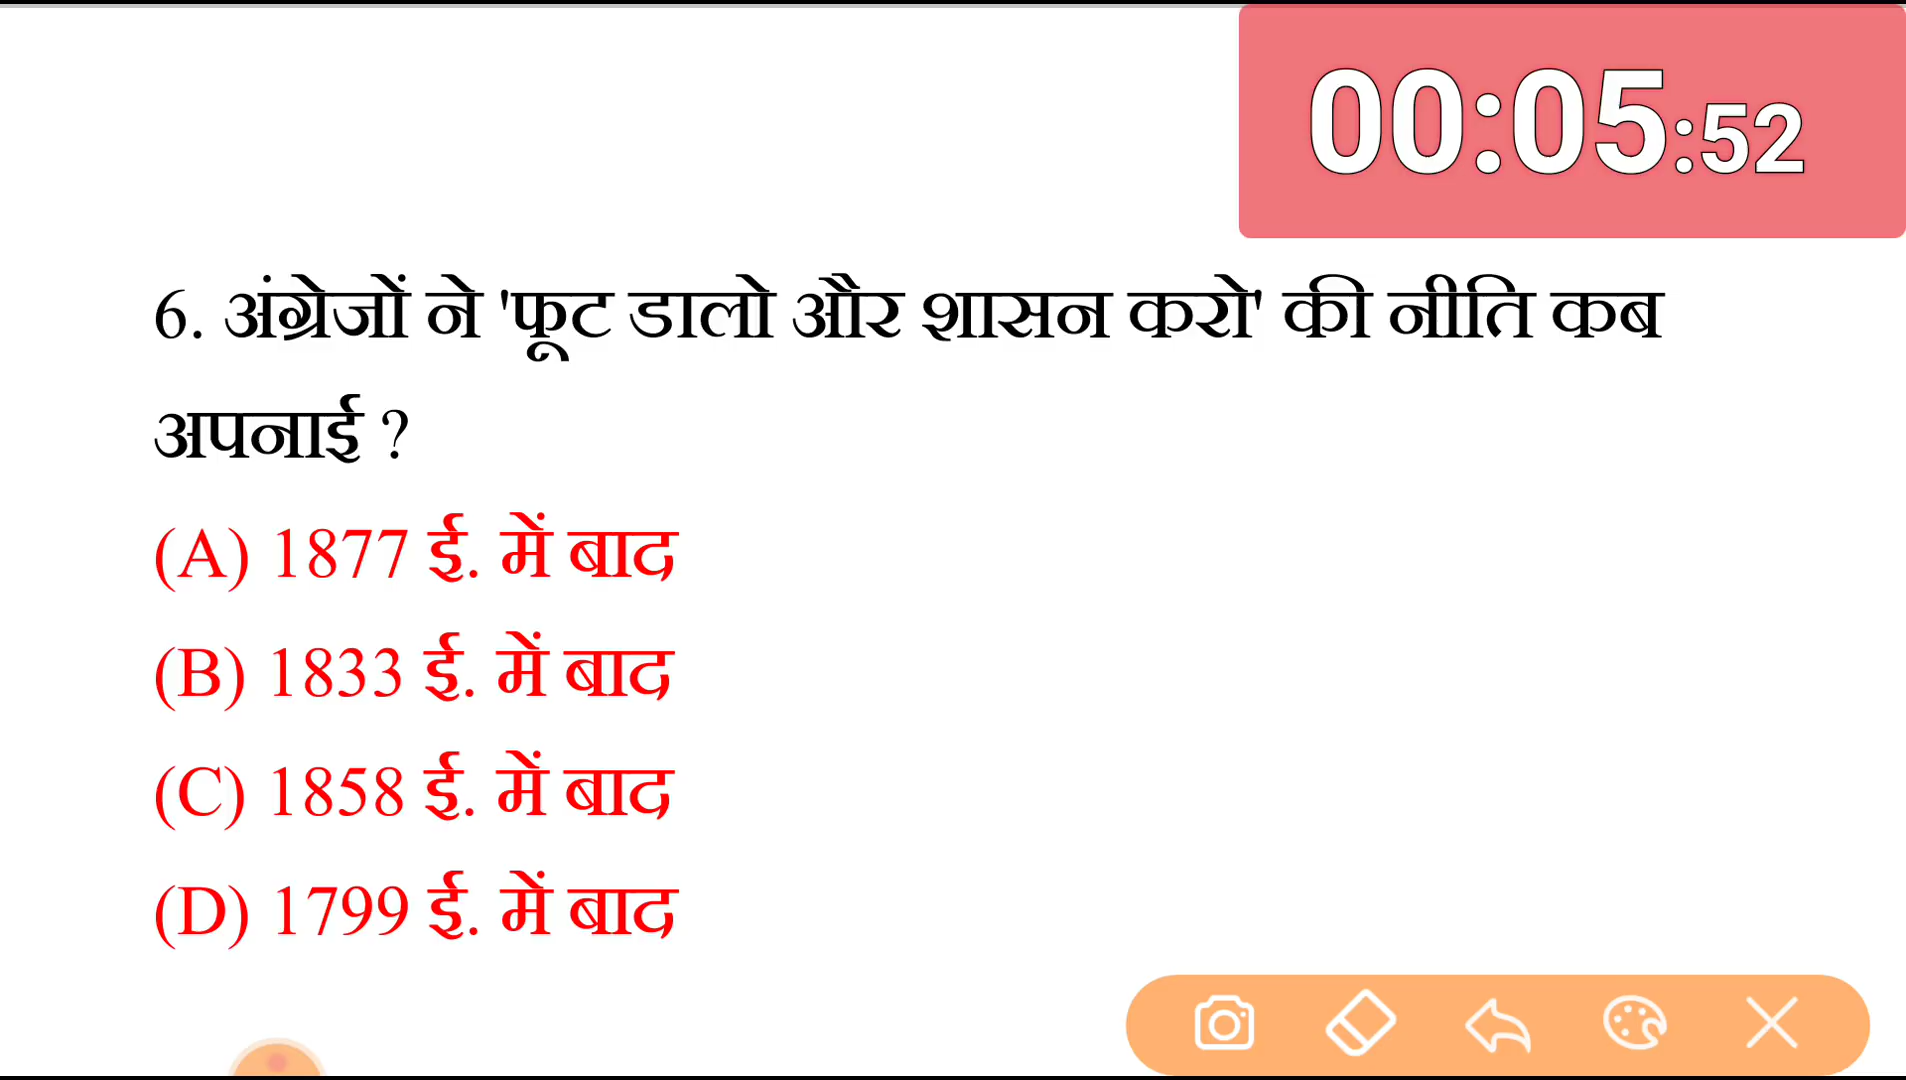 00:05:52
6. अंग्रेजों ने 'फूट डालो और शासन करो' की नीति कब
अपनाई ?
(A) 1877 ई. में बाद
(B) 1833 ई. में बाद
(C) 1858 ई. में बाद
(D) 1799 ई. में बाद